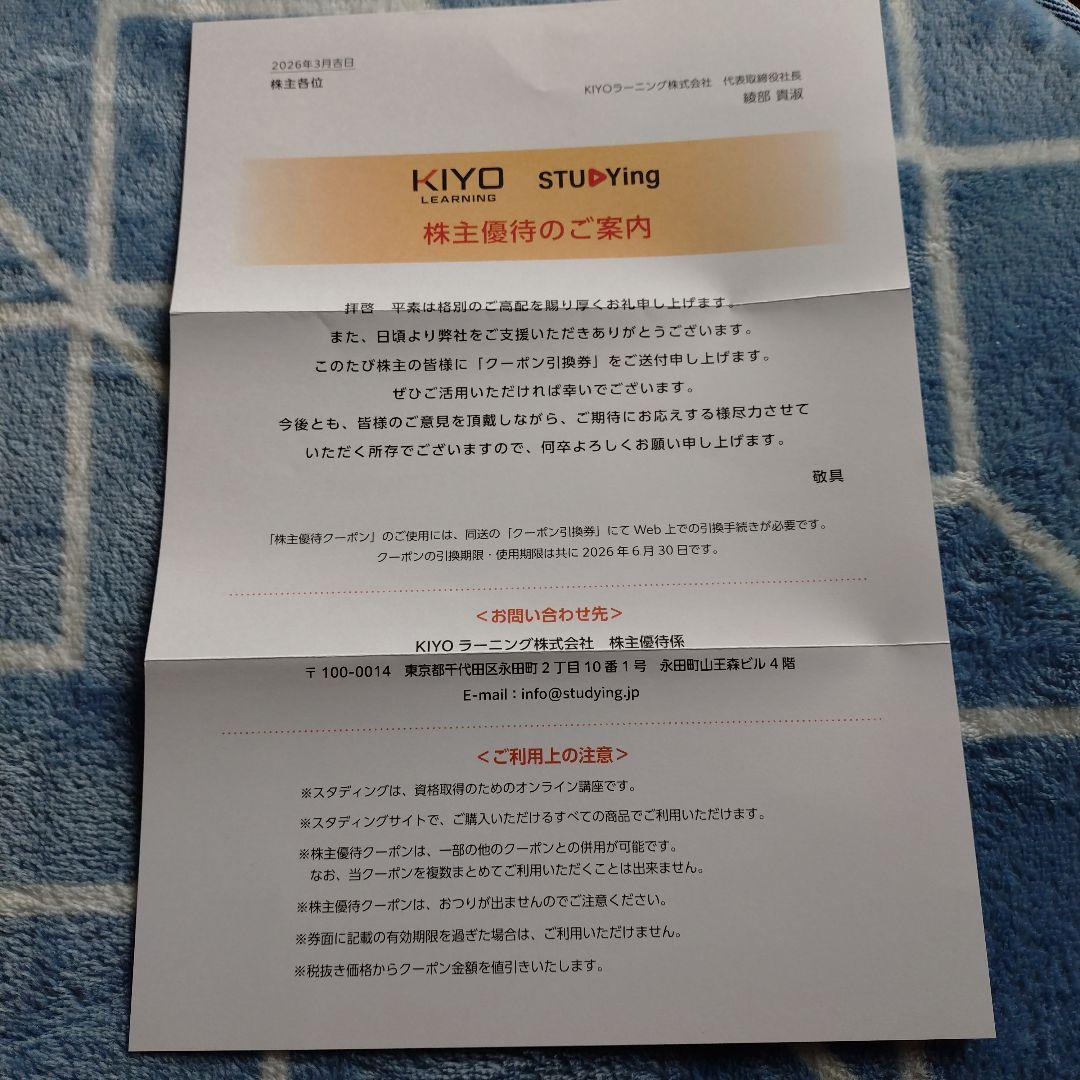 2026年3月吉日
株主各位
KIYOラーニング株式会社 代表取締役社長
綾部 貴淑
KIYO LEARNING STUDYing
株主優待のご案内
拝啓 平素は格別のご高配を賜り厚くお礼申し上げます。
また、日頃より弊社をご支援いただきありがとうございます。
このたび株主の皆様に「クーポン引換券」をご送付申し上げます。
ぜひご活用いただければ幸いでございます。
今後とも、皆様のご意見を頂戴しながら、ご期待にお応えする様尽力させて
いただく所存でございますので、何卒よろしくお願い申し上げます。
敬具
「株主優待クーポン」のご使用には、同送の「クーポン引換券」にて Web 上での引換手続きが必要です。
クーポンの引換期限・使用期限は共に 2026 年 6 月 30 日です。
＜お問い合わせ先＞
KIYO ラーニング株式会社 株主優待係
〒 100-0014 東京都千代田区永田町 2 丁目 10 番 1 号 永田町山王森ビル 4 階
E-mail：info@studying.jp
＜ご利用上の注意＞
※スタディングは、資格取得のためのオンライン講座です。
※スタディングサイトで、ご購入いただけるすべての商品でご利用いただけます。
※株主優待クーポンは、一部の他のクーポンとの併用が可能です。
なお、当クーポンを複数まとめてご利用いただくことは出来ません。
※株主優待クーポンは、おつりが出ませんのでご注意ください。
※券面に記載の有効期限を過ぎた場合は、ご利用いただけません。
※税抜き価格からクーポン金額を値引きいたします。